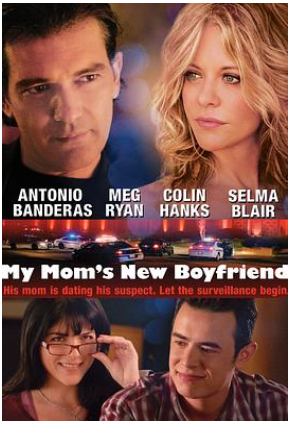 ANTONIO BANDERAS
MEG RYAN
COLIN HANKS
SELMA BLAIR
My Mom's New Boyfriend
His mom is dating his suspect. Let the surveillance begin.